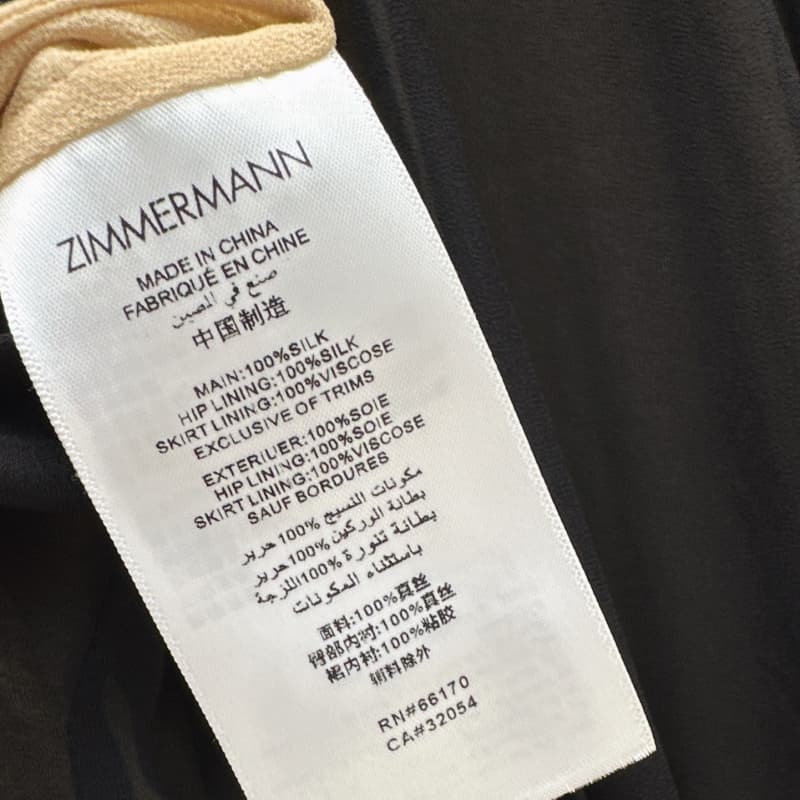 ZIMMERMANN
MADE IN CHINA
FABRIQUÉ EN CHINE
صنع في الصين
中国制造
MAIN:100%SILK
HIP LINING:100%SILK
SKIRT LINING:100%VISCOSE
EXCLUSIVE OF TRIMS
EXTERIUER:100%SOIE
HIP LINING:100%SOIE
SKIRT LINING:100%VISCOSE
SAUF BORDURES
مكونات النسيج 100% حرير
بطانة الوركين 100% حرير
بطانة تنورة 100% اللزجة
باستثناء المكونات
面料:100%真丝
臀部内衬:100%真丝
裙内衬:100%粘胶
辅料除外
RN#66170
CA#32054